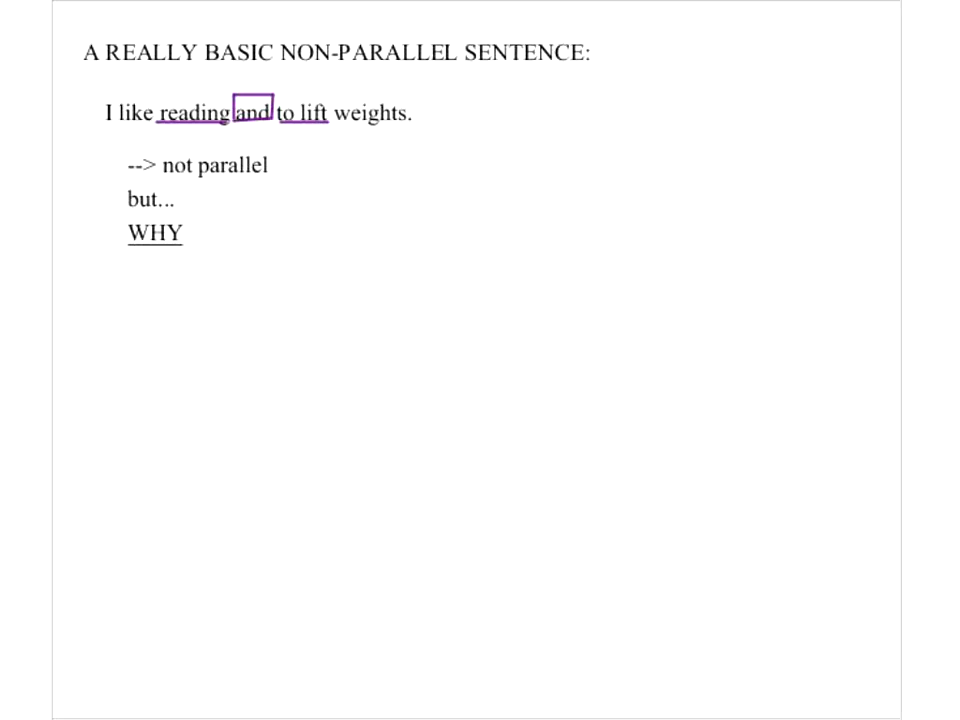 A REALLY BASIC NON-PARALLEL SENTENCE:
I like reading and to lift weights.
--> not parallel
but...
WHY